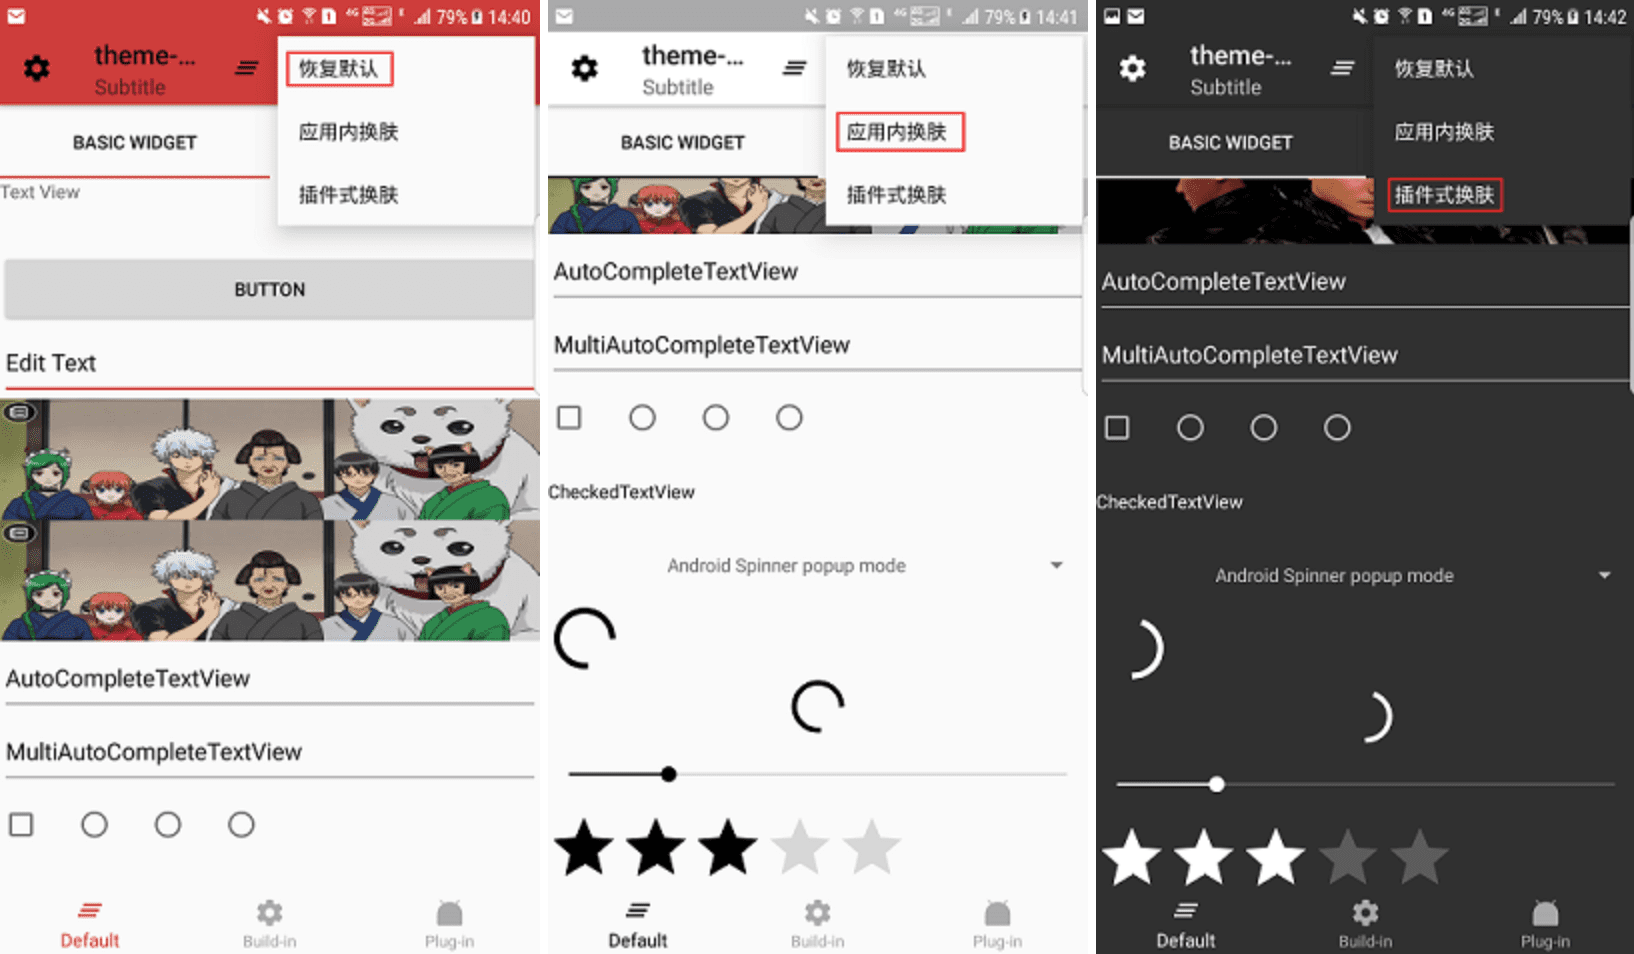 79% 14:40
theme-...
Subtitle
恢复默认
应用内换肤
插件式换肤
BASIC WIDGET
Text View
BUTTON
Edit Text
AutoCompleteTextView
MultiAutoCompleteTextView
Default
Build-in
Plug-in
79% 14:41
theme-...
Subtitle
恢复默认
应用内换肤
插件式换肤
BASIC WIDGET
AutoCompleteTextView
MultiAutoCompleteTextView
CheckedTextView
Android Spinner popup mode
Default
Build-in
Plug-in
79% 14:42
theme-...
Subtitle
恢复默认
应用内换肤
插件式换肤
BASIC WIDGET
AutoCompleteTextView
MultiAutoCompleteTextView
CheckedTextView
Android Spinner popup mode
Default
Build-in
Plug-in